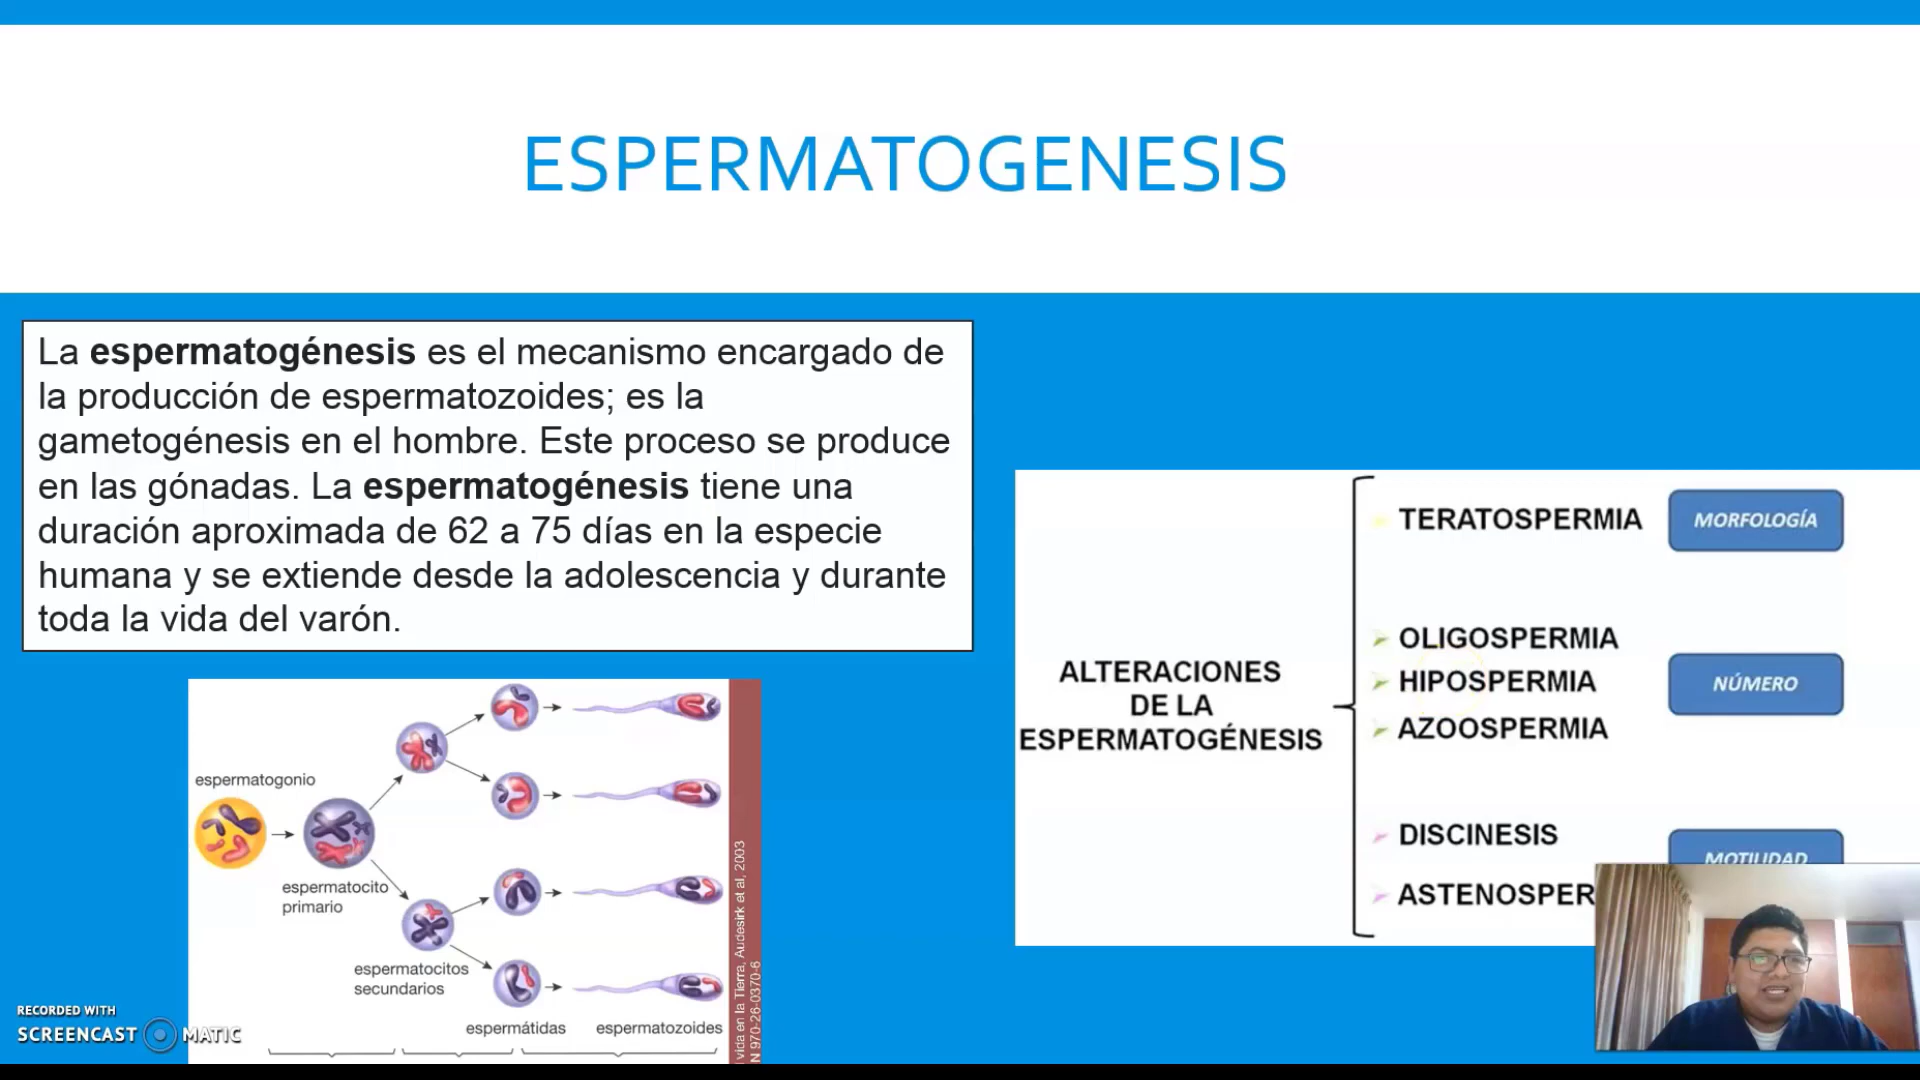 ESPERMATOGENESIS
La espermatogénesis es el mecanismo encargado de
la producción de espermatozoides; es la
gametogénesis en el hombre. Este proceso se produce
en las gónadas. La espermatogénesis tiene una
duración aproximada de 62 a 75 días en la especie
humana y se extiende desde la adolescencia y durante
toda la vida del varón.
espermatogonio
espermatocito
primario
espermatocitos
secundarios
espermátidas
espermatozoides
vida en la Tierra, Audesirk et al, 2003
N 970-26-0370-6
ALTERACIONES
DE LA
ESPERMATOGÉNESIS
TERATOSPERMIA
MORFOLOGÍA
OLIGOSPERMIA
HIPOSPERMIA
AZOOSPERMIA
NÚMERO
DISCINESIS
MOTILIDAD
ASTENOSPER
RECORDED WITH
SCREENCAST MATIC